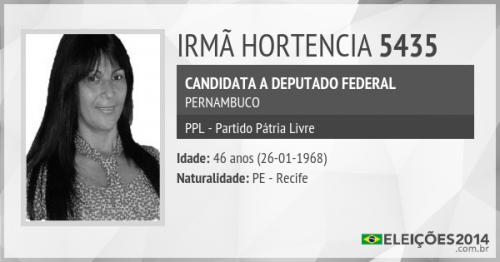 IRMÃ HORTENCIA 5435
CANDIDATA A DEPUTADO FEDERAL
PERNAMBUCO
PPL - Partido Pátria Livre
Idade: 46 anos (26-01-1968)
Naturalidade: PE - Recife
ELEIÇÕES2014
.com.br